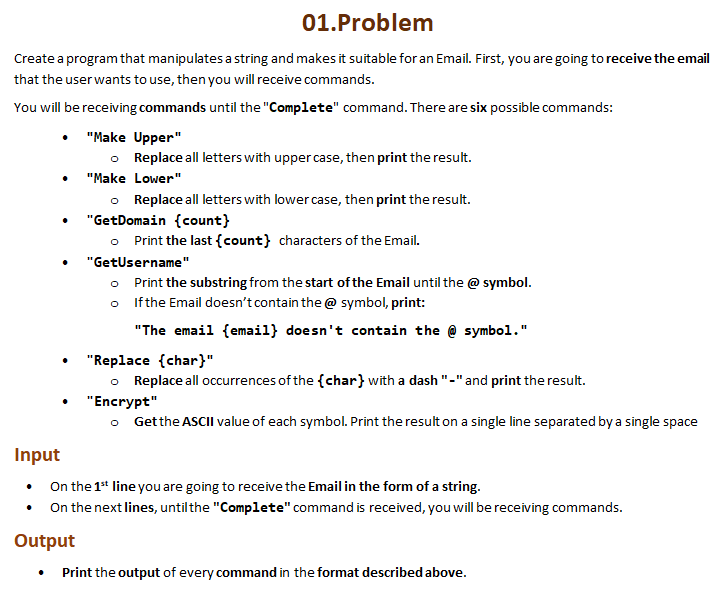 01.Problem
Create a program that manipulates a string and makes it suitable for an Email. First, you are going to receive the email
that the user wants to use, then you will receive commands.
You will be receiving commands until the "Complete" command. There are six possible commands:
• "Make Upper"
o Replace all letters with upper case, then print the result.
• "Make Lower"
o Replace all letters with lower case, then print the result.
• "GetDomain {count}
o Print the last {count} characters of the Email.
• "GetUsername"
o Print the substring from the start of the Email until the @ symbol.
o If the Email doesn't contain the @ symbol, print:
"The email {email} doesn't contain the @ symbol."
• "Replace {char}"
o Replace all occurrences of the {char} with a dash "-" and print the result.
• "Encrypt"
o Get the ASCII value of each symbol. Print the result on a single line separated by a single space
Input
• On the 1st line you are going to receive the Email in the form of a string.
• On the next lines, until the "Complete" command is received, you will be receiving commands.
Output
• Print the output of every command in the format described above.